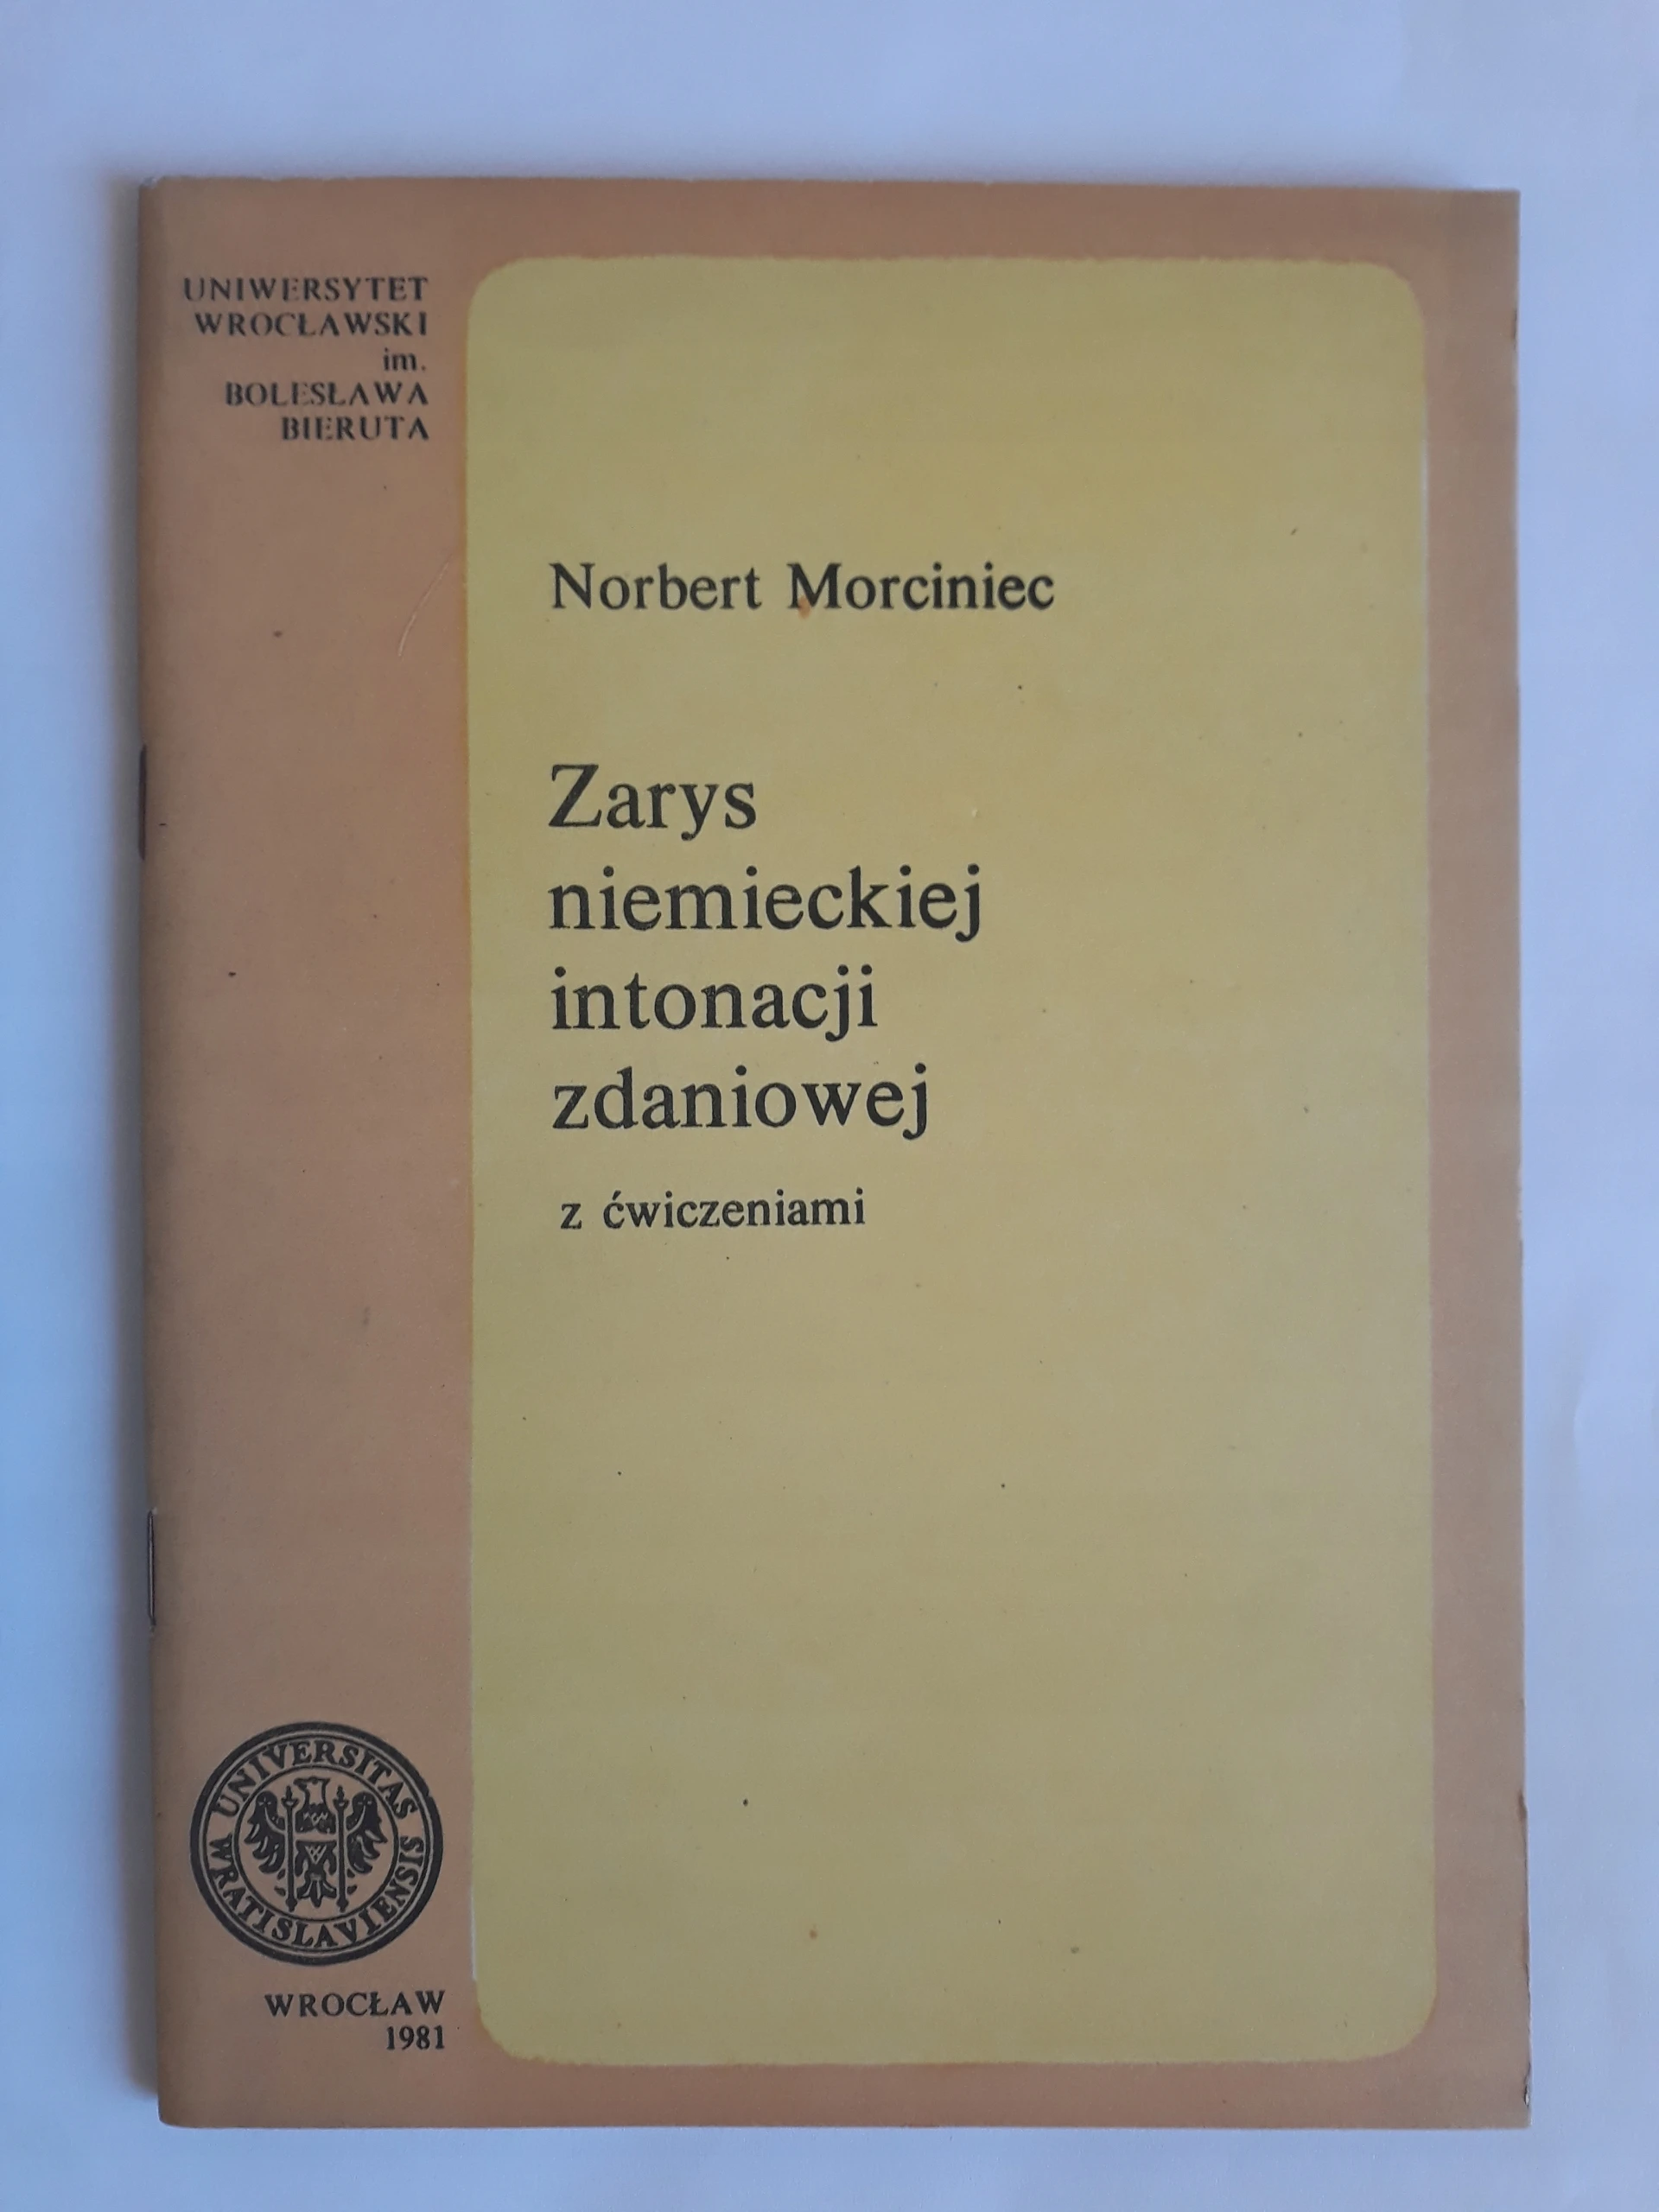 UNIWERSYTET
WROCŁAWSKI
im.
BOLESŁAWA
BIERUTA
Norbert Morciniec
Zarys
niemieckiej
intonacji
zdaniowej
z ćwiczeniami
UNIVERSITAS
WRATISLAVIENSIS
WROCŁAW
1981